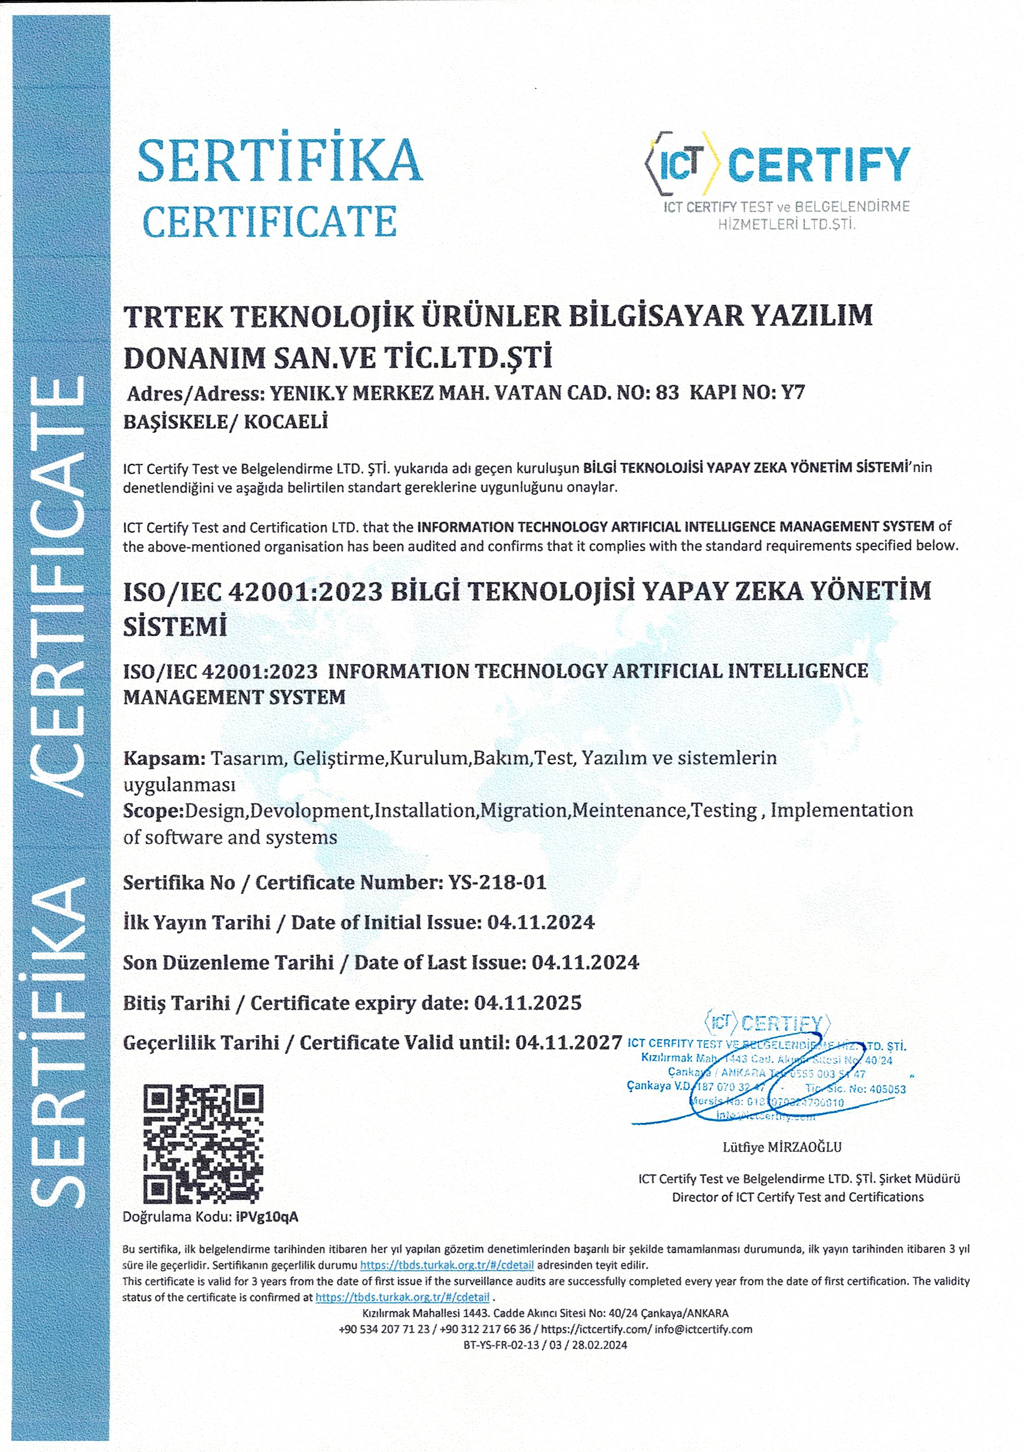 SERTİFİKA /CERTIFICATE
SERTİFİKA
CERTIFICATE
ICT CERTIFY
ICT CERTIFY TEST ve BELGELENDİRME
HİZMETLERİ LTD.ŞTİ.
TRTEK TEKNOLOJİK ÜRÜNLER BİLGİSAYAR YAZILIM
DONANIM SAN.VE TİC.LTD.ŞTİ
Adres/Adress: YENIK.Y MERKEZ MAH. VATAN CAD. NO: 83 KAPI NO: Y7
BAŞİSKELE/ KOCAELİ
ICT Certify Test ve Belgelendirme LTD. ŞTİ. yukarıda adı geçen kuruluşun BİLGİ TEKNOLOJİSİ YAPAY ZEKA YÖNETİM SİSTEMİ'nin
denetlendiğini ve aşağıda belirtilen standart gereklerine uygunluğunu onaylar.
ICT Certify Test and Certification LTD. that the INFORMATION TECHNOLOGY ARTIFICIAL INTELLIGENCE MANAGEMENT SYSTEM of
the above-mentioned organisation has been audited and confirms that it complies with the standard requirements specified below.
ISO/IEC 42001:2023 BİLGİ TEKNOLOJİSİ YAPAY ZEKA YÖNETİM
SİSTEMİ
ISO/IEC 42001:2023 INFORMATION TECHNOLOGY ARTIFICIAL INTELLIGENCE
MANAGEMENT SYSTEM
Kapsam: Tasarım, Geliştirme,Kurulum,Bakım,Test, Yazılım ve sistemlerin
uygulanması
Scope:Design,Devolopment,Installation,Migration,Meintenance,Testing , Implementation
of software and systems
Sertifika No / Certificate Number: YS-218-01
İlk Yayın Tarihi / Date of Initial Issue: 04.11.2024
Son Düzenleme Tarihi / Date of Last Issue: 04.11.2024
Bitiş Tarihi / Certificate expiry date: 04.11.2025
Geçerlilik Tarihi / Certificate Valid until: 04.11.2027
ICT CERTIFY
ICT CERFITY TEST VE BELGELENDİRME HİZ. LTD. ŞTİ.
Kızılırmak Mah. 1443 Cad. Akıncı Sitesi No: 40/24
Çankaya / ANKARA 0555 003 47
Çankaya V.D. 187 070 32 Tic. Sic. No: 405053
Mersis No:
Lütfiye MİRZAOĞLU
ICT Certify Test ve Belgelendirme LTD. ŞTİ. Şirket Müdürü
Director of ICT Certify Test and Certifications
Doğrulama Kodu: iPVg10qA
Bu sertifika, ilk belgelendirme tarihinden itibaren her yıl yapılan gözetim denetimlerinden başarılı bir şekilde tamamlanması durumunda, ilk yayın tarihinden itibaren 3 yıl
süre ile geçerlidir. Sertifikanın geçerlilik durumu https://tbds.turkak.org.tr/#/cdetail adresinden teyit edilir.
This certificate is valid for 3 years from the date of first issue if the surveillance audits are successfully completed every year from the date of first certification. The validity
status of the certificate is confirmed at https://tbds.turkak.org.tr/#/cdetail .
Kızılırmak Mahallesi 1443. Cadde Akıncı Sitesi No: 40/24 Çankaya/ANKARA
+90 534 207 71 23 / +90 312 217 66 36 / https://ictcertify.com/ info@ictcertify.com
BT-YS-FR-02-13 / 03 / 28.02.2024